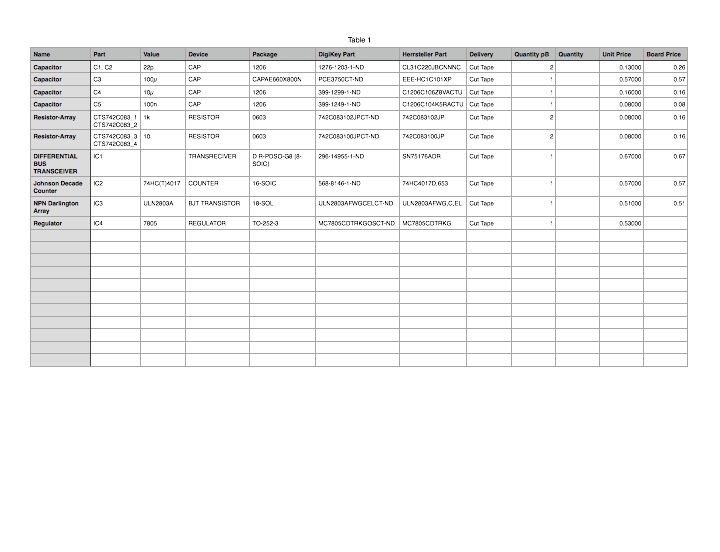 Table 1
Name Part Value Device Package DigiKey Part Herrsteller Part Delivery Quantity pB Quantity Unit Price Board Price
Capacitor C1, C2 22p CAP 1206 1276-1203-1-ND CL31C220JBCNNNC Cut Tape 2 0.13000 0.26
Capacitor C3 100µ CAP CAPAE660X800N PCE3750CT-ND EEE-HC1C101XP Cut Tape 1 0.57000 0.57
Capacitor C4 10µ CAP 1206 399-1299-1-ND C1206C106Z8VACTU Cut Tape 1 0.16000 0.16
Capacitor C5 100n CAP 1206 399-1249-1-ND C1206C104K5RACTU Cut Tape 1 0.08000 0.08
Resistor-Array CTS742C083_1 1k RESISTOR 0603 742C083102JPCT-ND 742C083102JP Cut Tape 2 0.08000 0.16
CTS742C083_2
Resistor-Array CTS742C083_3 10 RESISTOR 0603 742C083100JPCT-ND 742C083100JP Cut Tape 2 0.08000 0.16
CTS742C083_4
DIFFERENTIAL IC1 TRANSRECIVER D R-PDSO-G8 (8- 296-14955-1-ND SN75176ADR Cut Tape 1 0.67000 0.67
BUS SOIC)
TRANSCEIVER
Johnson Decade IC2 74HC(T)4017 COUNTER 16-SOIC 568-8146-1-ND 74HC4017D,653 Cut Tape 1 0.57000 0.57
Counter
NPN Darlington IC3 ULN2803A BJT TRANSISTOR 18-SOL ULN2803AFWGCELCT-ND ULN2803AFWG,C,EL Cut Tape 1 0.51000 0.51
Array
Regulator IC4 7805 REGULATOR TO-252-3 MC7805CDTRKGOSCT-ND MC7805CDTRKG Cut Tape 1 0.53000